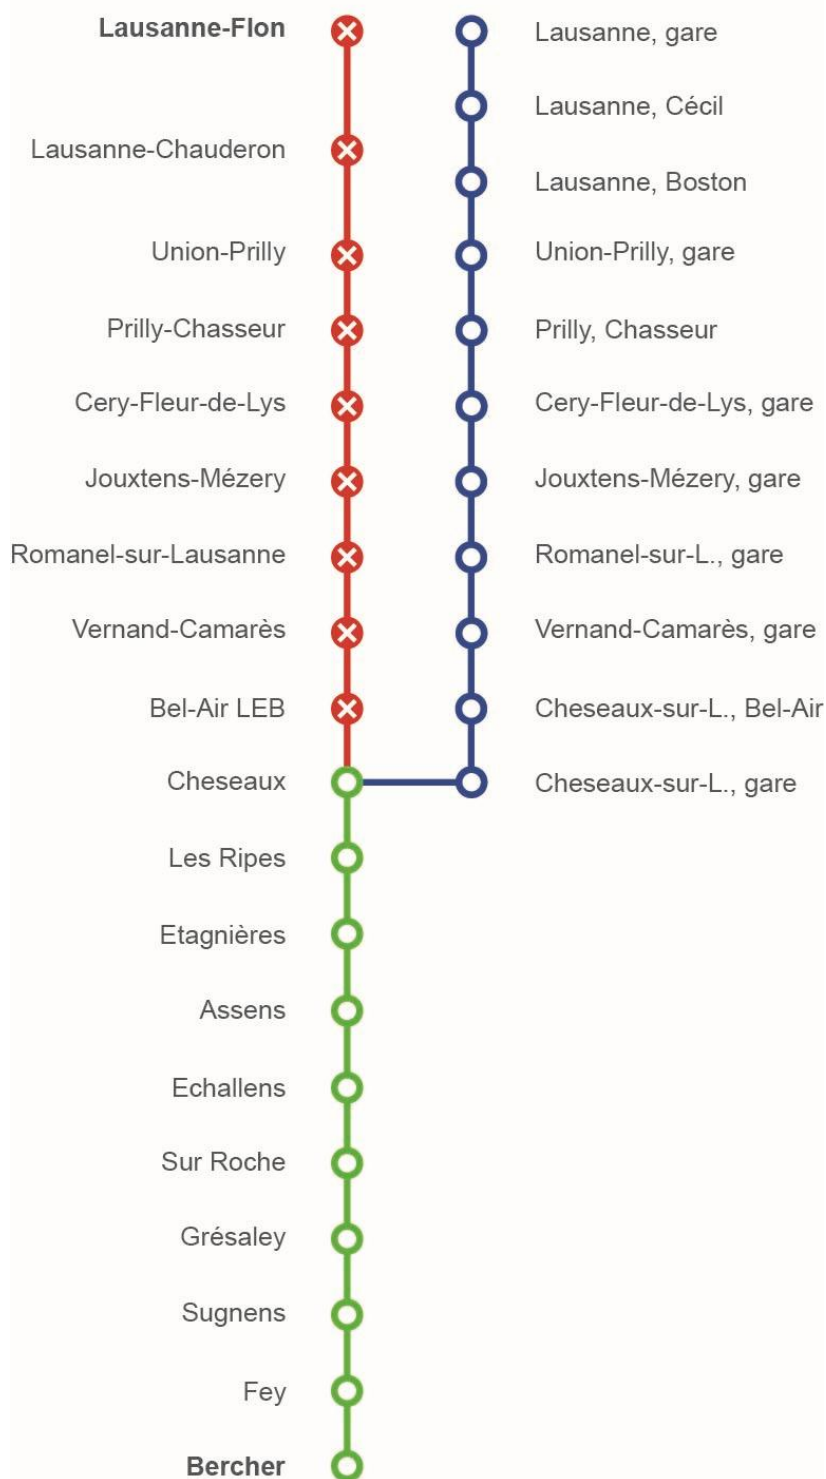 Lausanne-Flon
Lausanne, gare
Lausanne, Cécil
Lausanne-Chauderon
Lausanne, Boston
Union-Prilly
Union-Prilly, gare
Prilly-Chasseur
Prilly, Chasseur
Cery-Fleur-de-Lys
Cery-Fleur-de-Lys, gare
Jouxtens-Mézery
Jouxtens-Mézery, gare
Romanel-sur-Lausanne
Romanel-sur-L., gare
Vernand-Camarès
Vernand-Camarès, gare
Bel-Air LEB
Cheseaux-sur-L., Bel-Air
Cheseaux
Cheseaux-sur-L., gare
Les Ripes
Etagnières
Assens
Echallens
Sur Roche
Grésaley
Sugnens
Fey
Bercher